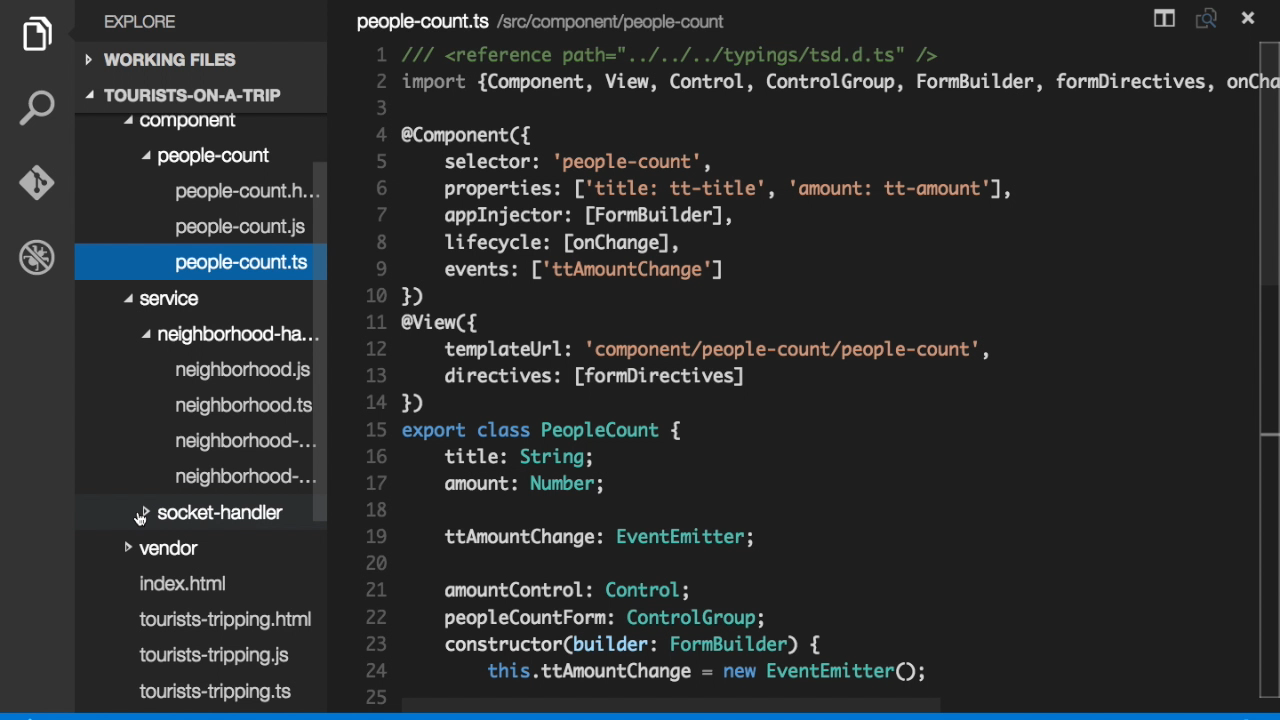 EXPLORE
WORKING FILES
TOURISTS-ON-A-TRIP
component
people-count
people-count.h...
people-count.js
people-count.ts
service
neighborhood-ha...
neighborhood.js
neighborhood.ts
neighborhood-...
neighborhood-...
socket-handler
vendor
index.html
tourists-tripping.html
tourists-tripping.js
tourists-tripping.ts
people-count.ts /src/component/people-count
1 /// <reference path="../../../typings/tsd.d.ts" />
2 import {Component, View, Control, ControlGroup, FormBuilder, formDirectives, onCha
3
4 @Component({
5 selector: 'people-count',
6 properties: ['title: tt-title', 'amount: tt-amount'],
7 appInjector: [FormBuilder],
8 lifecycle: [onChange],
9 events: ['ttAmountChange']
10 })
11 @View({
12 templateUrl: 'component/people-count/people-count',
13 directives: [formDirectives]
14 })
15 export class PeopleCount {
16 title: String;
17 amount: Number;
18
19 ttAmountChange: EventEmitter;
20
21 amountControl: Control;
22 peopleCountForm: ControlGroup;
23 constructor(builder: FormBuilder) {
24 this.ttAmountChange = new EventEmitter();
25